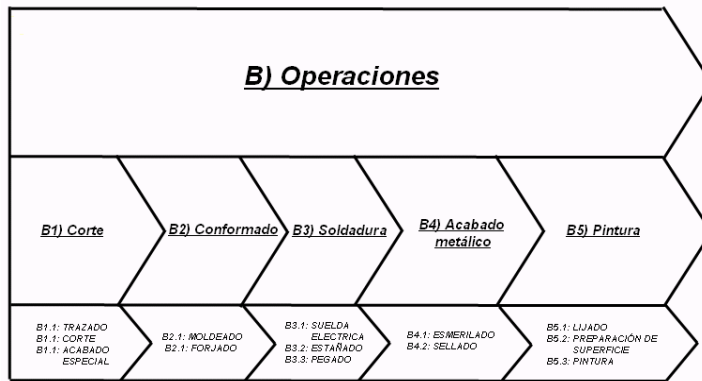 B) Operaciones
B1) Corte
B2) Conformado
B3) Soldadura
B4) Acabado
metálico
B5) Pintura
B1.1: TRAZADO
B1.1: CORTE
B1.1: ACABADO
ESPECIAL
B2.1: MOLDEADO
B2.1: FORJADO
B3.1: SUELDA
ELECTRICA
B3.2: ESTAÑADO
B3.3: PEGADO
B4.1: ESMERILADO
B4.2: SELLADO
B5.1: LIJADO
B5.2: PREPARACIÓN DE
SUPERFICIE
B5.3: PINTURA